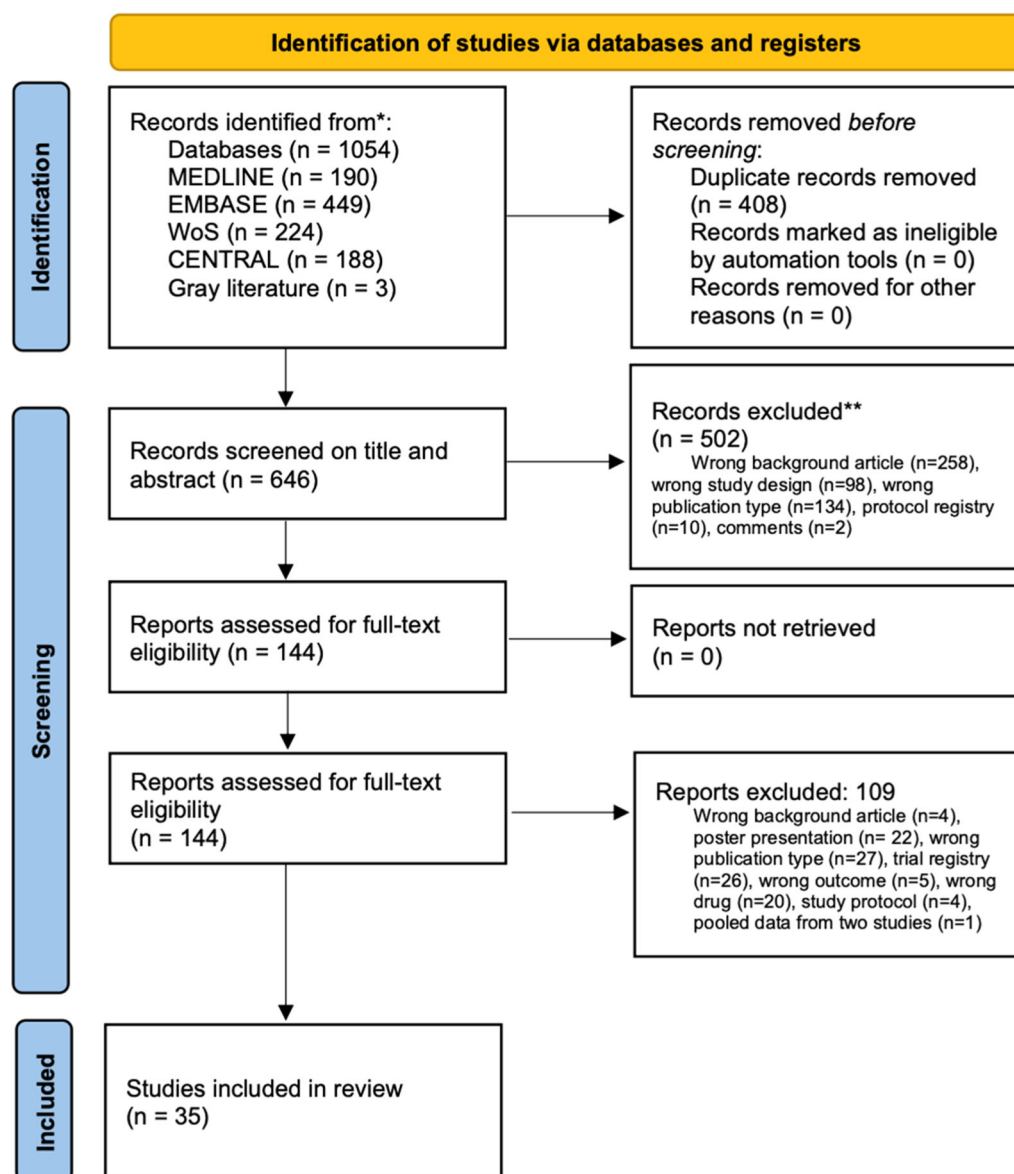 Identification of studies via databases and registers
Identification
Records identified from*:
Databases (n = 1054)
MEDLINE (n = 190)
EMBASE (n = 449)
WoS (n = 224)
CENTRAL (n = 188)
Gray literature (n = 3)
Records removed before
screening:
Duplicate records removed
(n = 408)
Records marked as ineligible
by automation tools (n = 0)
Records removed for other
reasons (n = 0)
Screening
Records screened on title and
abstract (n = 646)
Records excluded**
(n = 502)
Wrong background article (n=258),
wrong study design (n=98), wrong
publication type (n=134), protocol registry
(n=10), comments (n=2)
Reports assessed for full-text
eligibility (n = 144)
Reports not retrieved
(n = 0)
Reports assessed for full-text
eligibility
(n = 144)
Reports excluded: 109
Wrong background article (n=4),
poster presentation (n= 22), wrong
publication type (n=27), trial registry
(n=26), wrong outcome (n=5), wrong
drug (n=20), study protocol (n=4),
pooled data from two studies (n=1)
Included
Studies included in review
(n = 35)